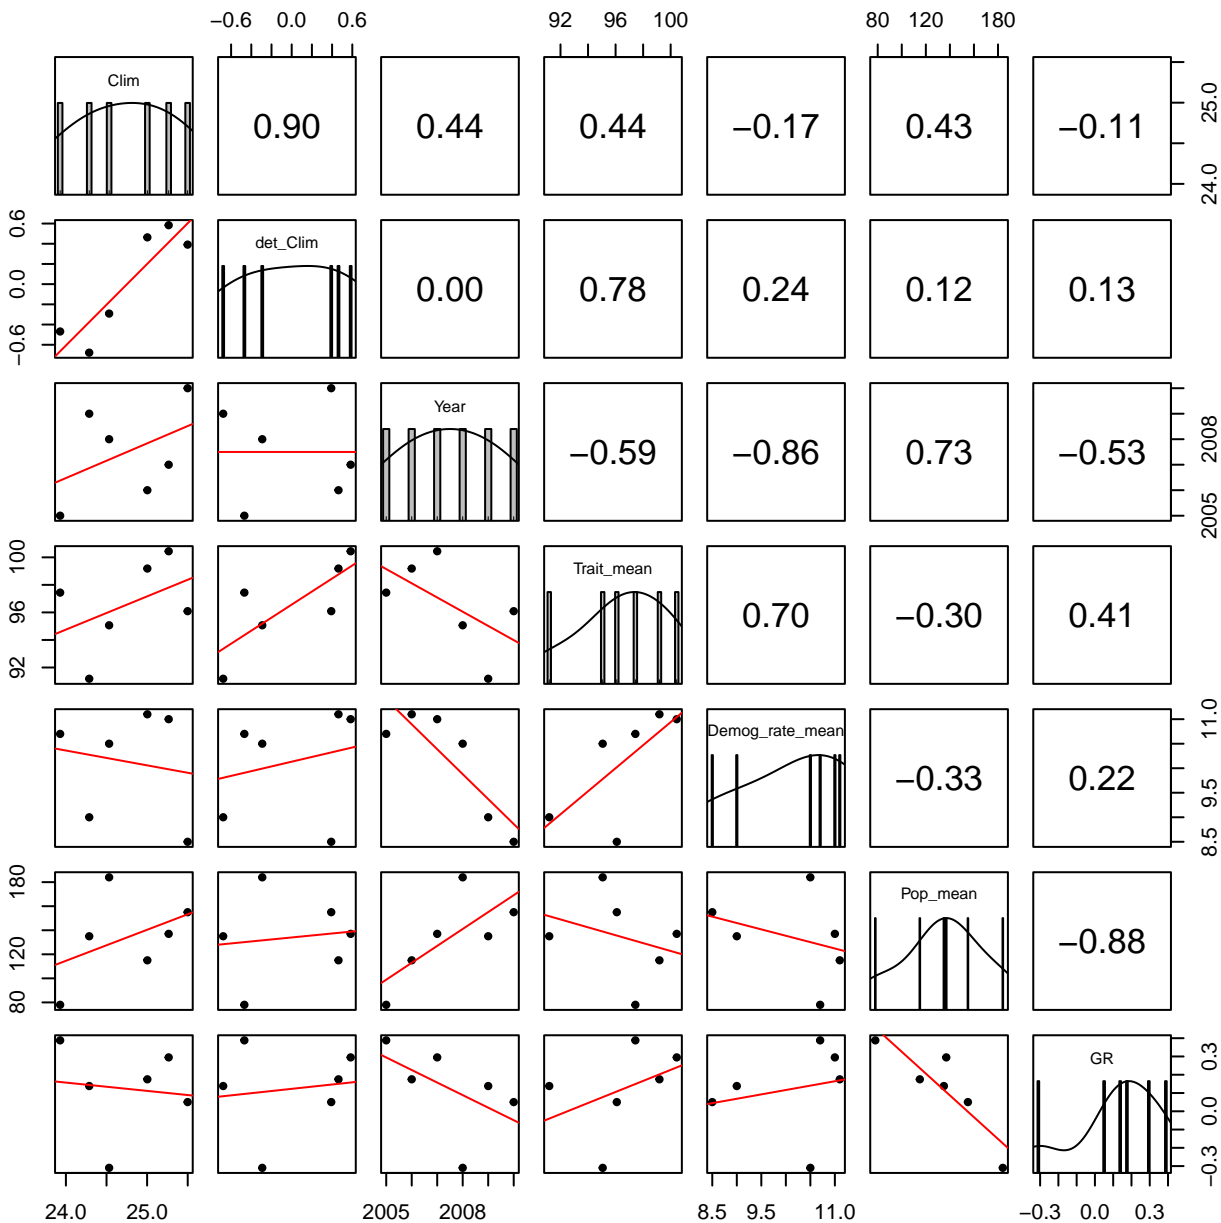 −0.6 0.0 0.6 92 96 100 80 120 180
Clim 0.90 0.44 0.44 −0.17 0.43 −0.11 24.0 25.0
−0.6 0.0 0.6 det_Clim 0.00 0.78 0.24 0.12 0.13
Year −0.59 −0.86 0.73 −0.53 2005 2008
92 96 100 Trait_mean 0.70 −0.30 0.41
Demog_rate_mean −0.33 0.22 8.5 9.5 11.0
80 120 180 Pop_mean −0.88
GR −0.3 0.0 0.3
24.0 25.0 2005 2008 8.5 9.5 11.0 −0.3 0.0 0.3